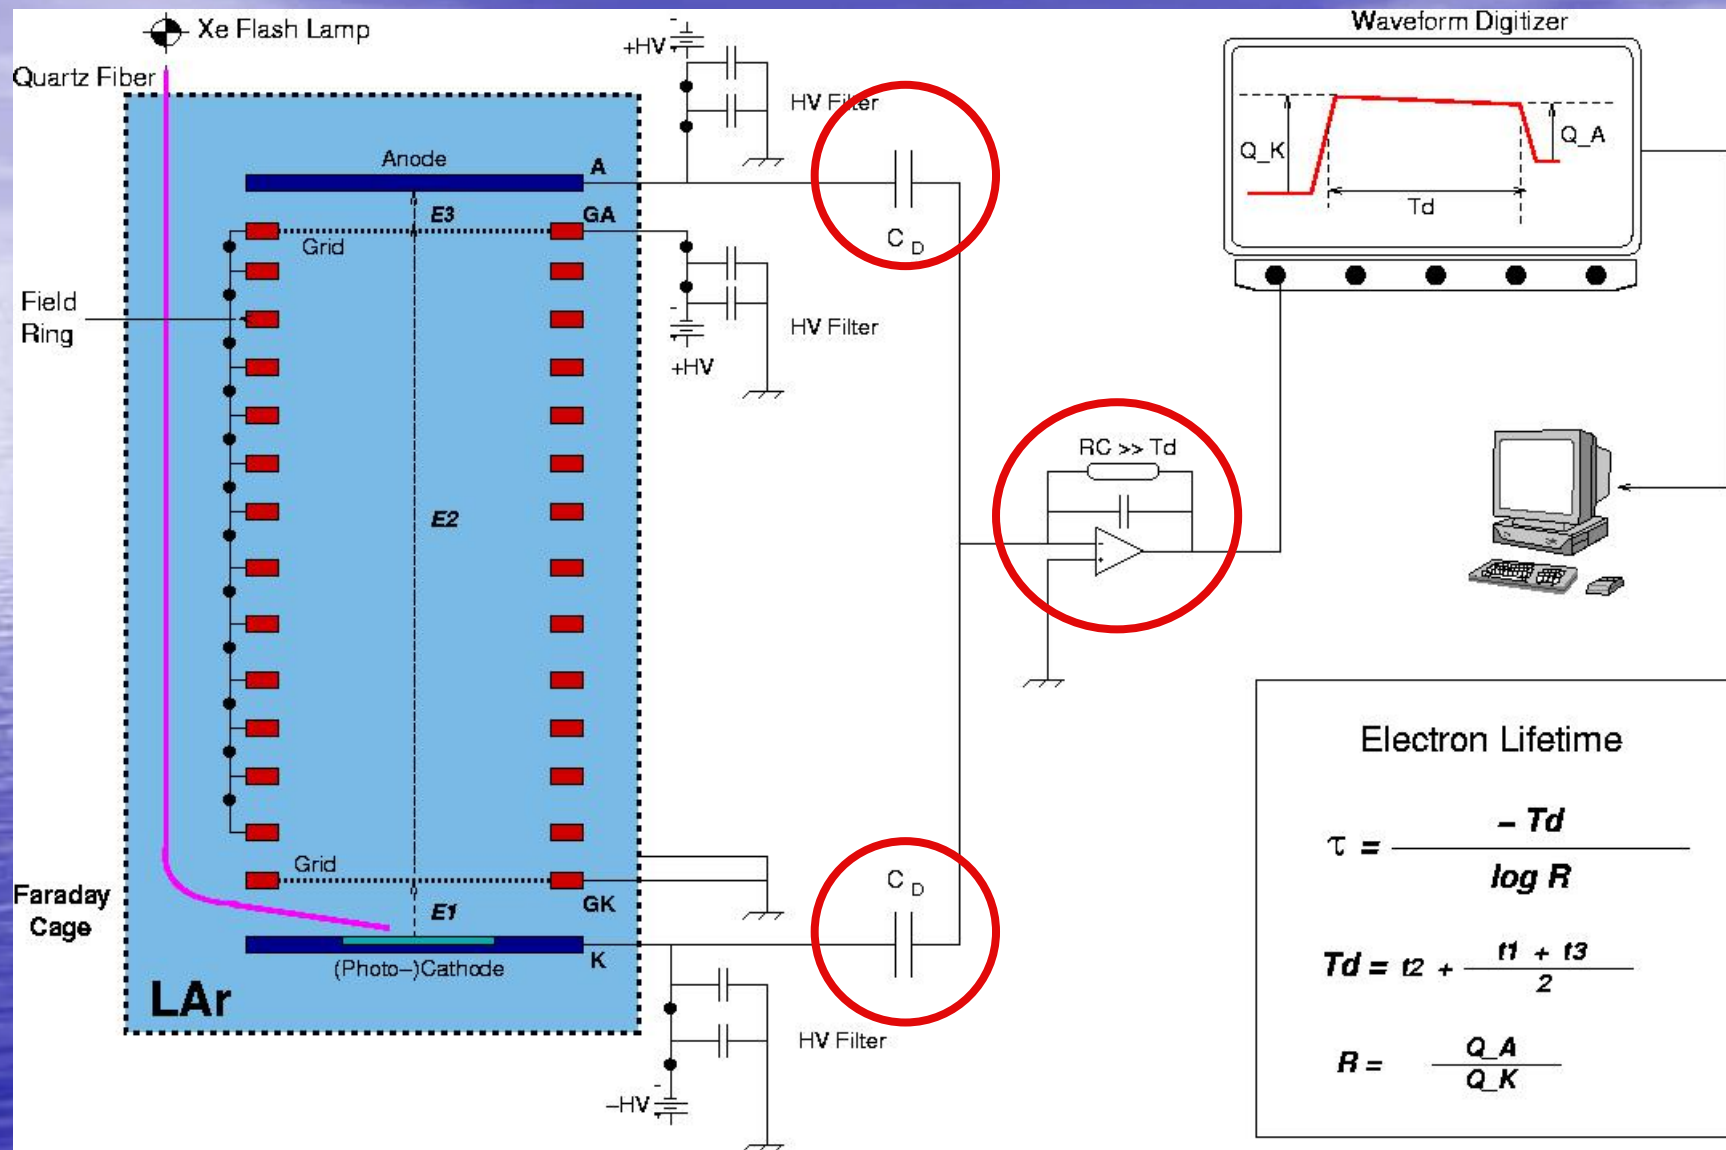 Waveform Digitizer
Xe Flash Lamp
+HV
Quartz Fiber
HV Filter
Q_K
Q_A
Td
Anode
A
E3
GA
Grid
C D
Field
Ring
HV Filter
+HV
RC >> Td
E2
Electron Lifetime
τ = – Td
log R
Grid
C D
Faraday
Cage
E1
GK
(Photo–)Cathode
K
Td = t2 + t1 + t3
2
LAr
HV Filter
R = Q_A
Q_K
–HV